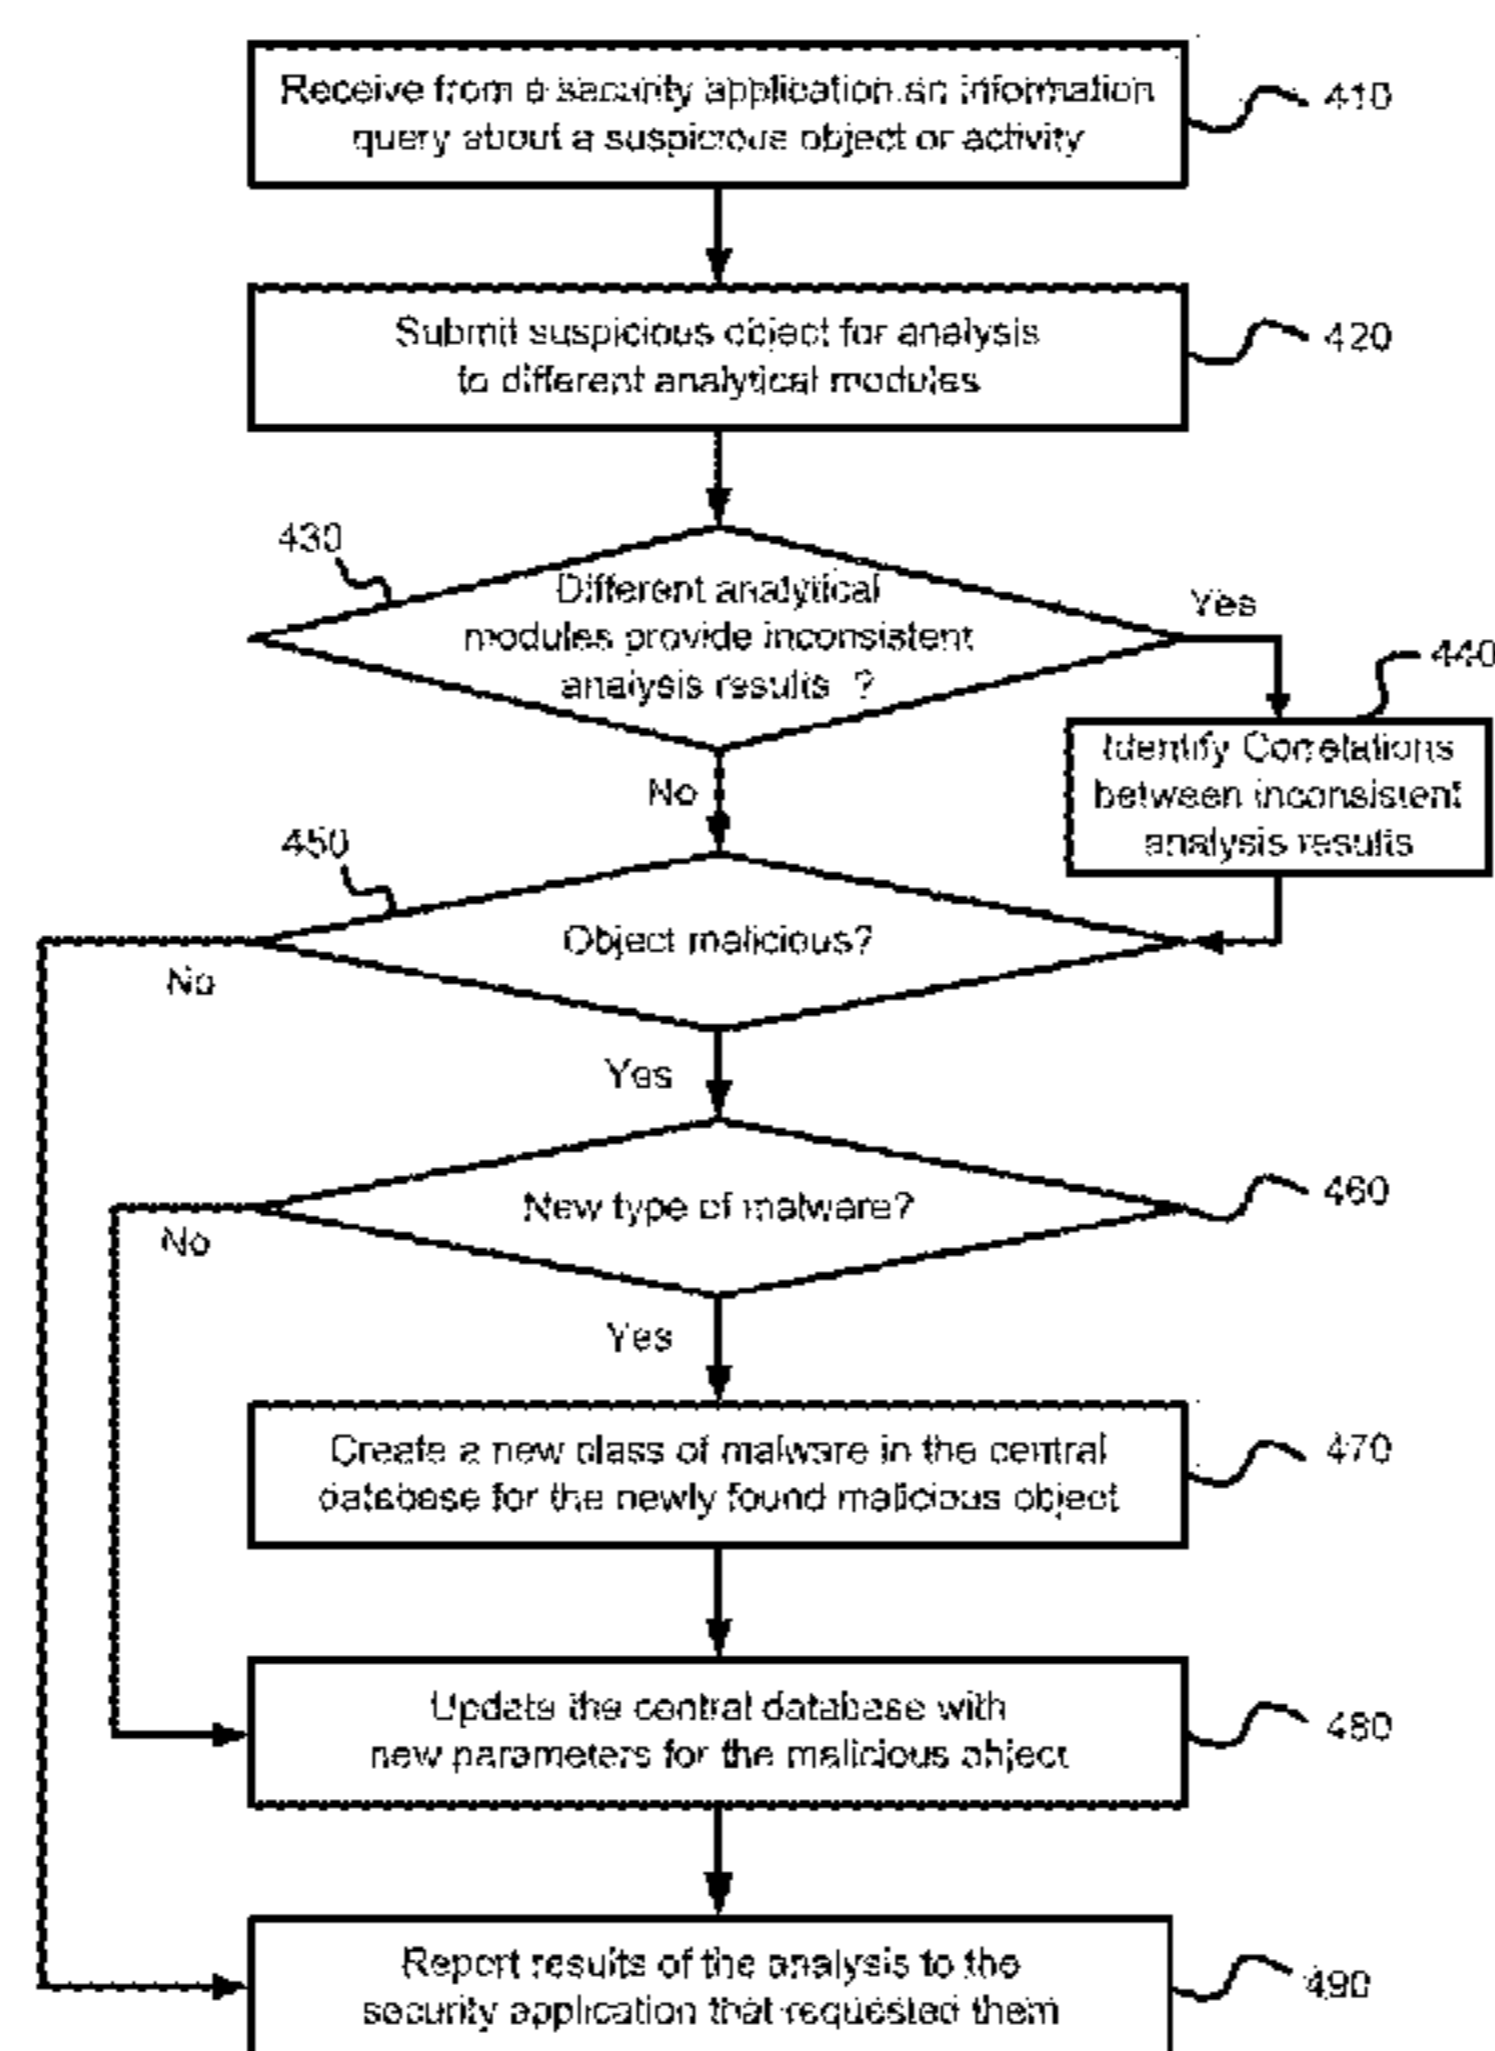 Receive from a security application an information
query about a suspicious object or activity
410
Submit suspicious object for analysis
to different analytical modules
420
430
Different analytical
modules provide inconsistent
analysis results ?
Yes
440
Identify Correlations
between inconsistent
analysis results
No
450
Object malicious?
No
Yes
New type of malware?
460
No
Yes
Create a new class of malware in the central
database for the newly found malicious object
470
Update the central database with
new parameters for the malicious object
480
Report results of the analysis to the
security application that requested them
490